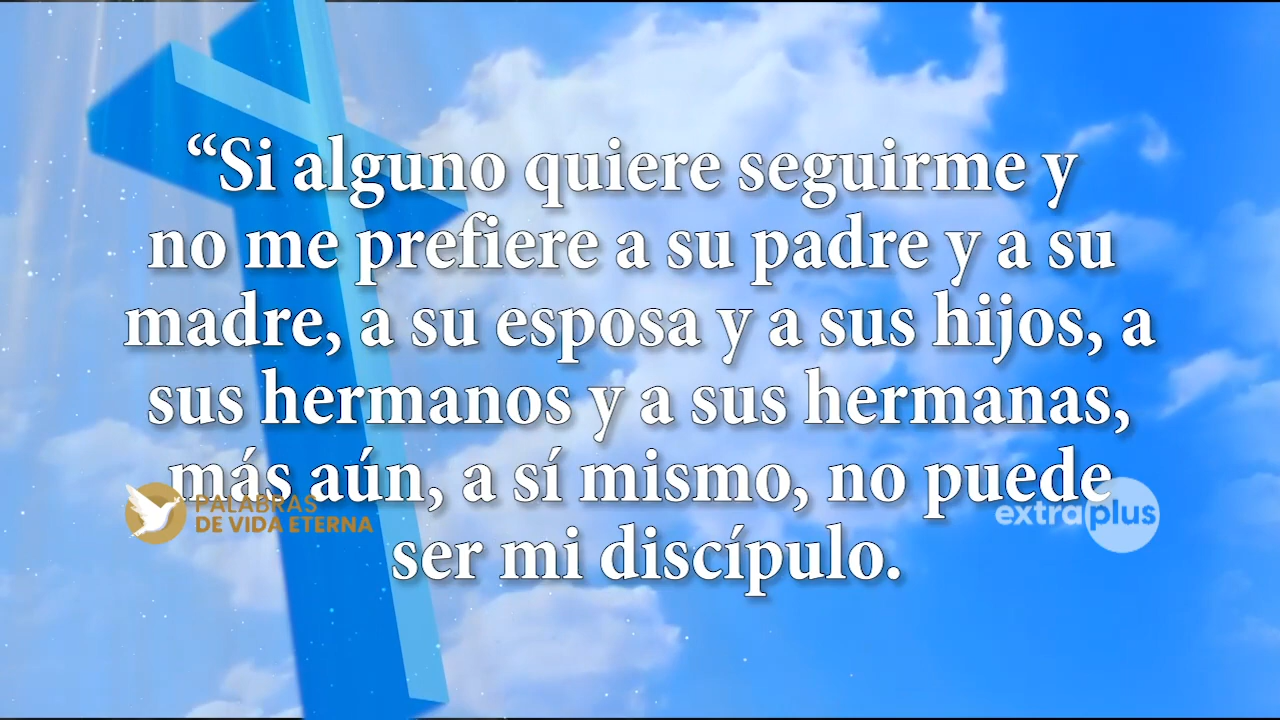 “Si alguno quiere seguirme y
no me prefiere a su padre y a su
madre, a su esposa y a sus hijos, a
sus hermanos y a sus hermanas,
más aún, a sí mismo, no puede
ser mi discípulo.
PALABRAS
DE VIDA ETERNA
extraplus